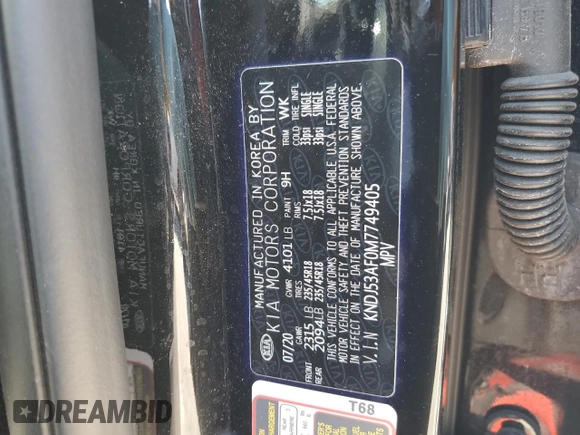 KIA
MANUFACTURED IN KOREA BY
KIA MOTORS CORPORATION
07/20 GVWR 4101 LB PAINT 9H TRIM WK
GAWR TIRES RIMS COLD TIRE INFL
FRONT 2315 LB 235/45R18 7.5Jx18 33psi SINGLE
REAR 2094 LB 235/45R18 7.5Jx18 33psi SINGLE
THIS VEHICLE CONFORMS TO ALL APPLICABLE U.S.A. FEDERAL
MOTOR VEHICLE SAFETY AND THEFT PREVENTION STANDARDS
IN EFFECT ON THE DATE OF MANUFACTURE SHOWN ABOVE.
V.I.N KNDJ53AF0M7749405
MPV
T68
DREAMBID